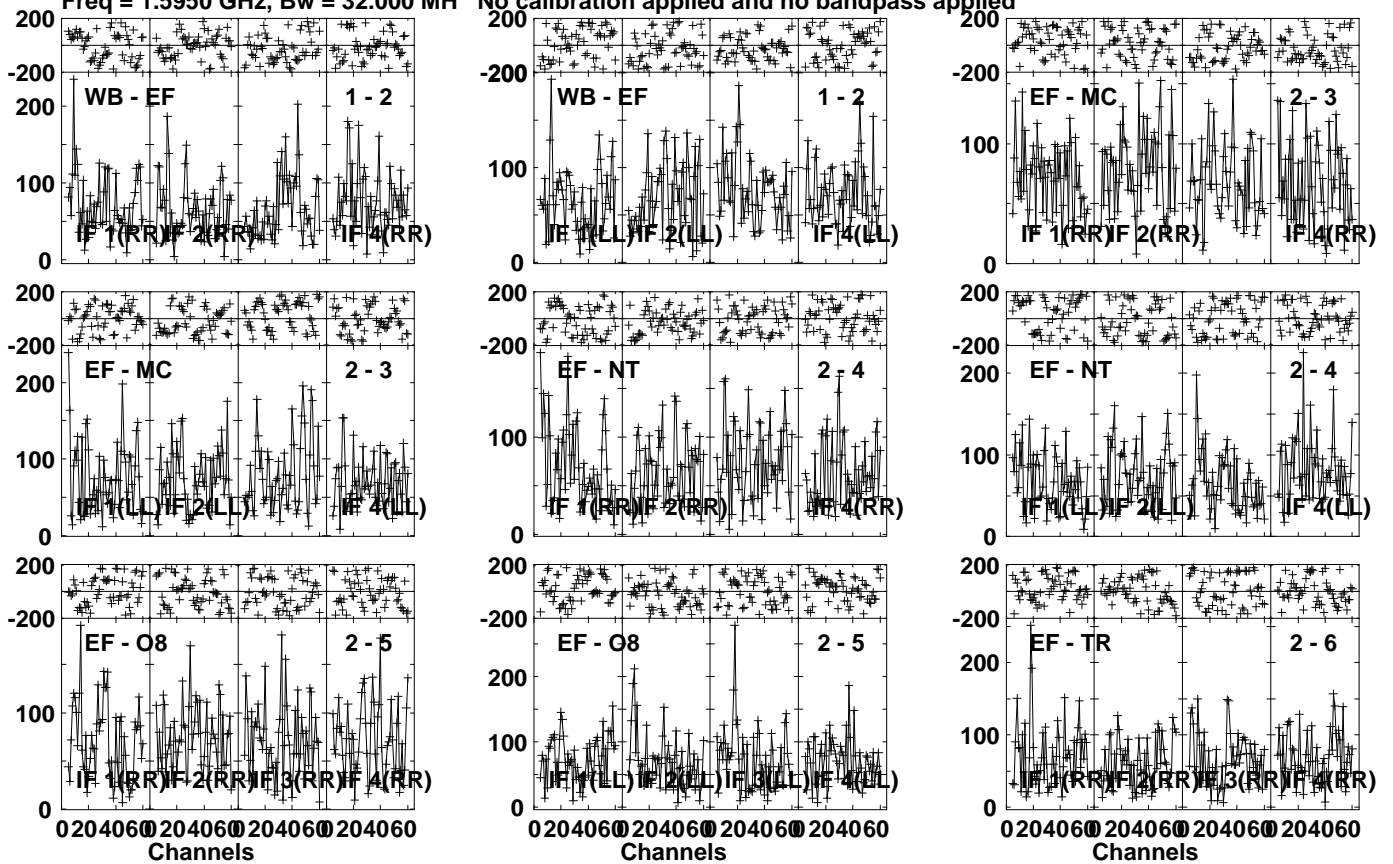 Freq = 1.5950 GHz, Bw = 32.000 MH No calibration applied and no bandpass applied
200
-200
200
100
0
WB - EF 1 - 2
IF 1(RR) IF 2(RR) IF 4(RR)
200
-200
200
100
0
WB - EF 1 - 2
IF 1(LL) IF 2(LL) IF 4(LL)
200
-200
100
0
EF - MC 2 - 3
IF 1(RR) IF 2(RR) IF 4(RR)
200
-200
200
100
0
EF - MC 2 - 3
IF 1(LL) IF 2(LL) IF 4(LL)
200
-200
100
0
EF - NT 2 - 4
IF 1(RR) IF 2(RR) IF 4(RR)
200
-200
200
100
0
EF - NT 2 - 4
IF 1(LL) IF 2(LL) IF 4(LL)
200
-200
100
0
EF - O8 2 - 5
IF 1(RR) IF 2(RR) IF 3(RR) IF 4(RR)
0 20 40 60 0 20 40 60 0 20 40 60 0 20 40 60
Channels
200
-200
200
100
0
EF - O8 2 - 5
IF 1(LL) IF 2(LL) IF 3(LL) IF 4(LL)
0 20 40 60 0 20 40 60 0 20 40 60 0 20 40 60
Channels
200
-200
200
100
0
EF - TR 2 - 6
IF 1(RR) IF 2(RR) IF 3(RR) IF 4(RR)
0 20 40 60 0 20 40 60 0 20 40 60 0 20 40 60
Channels